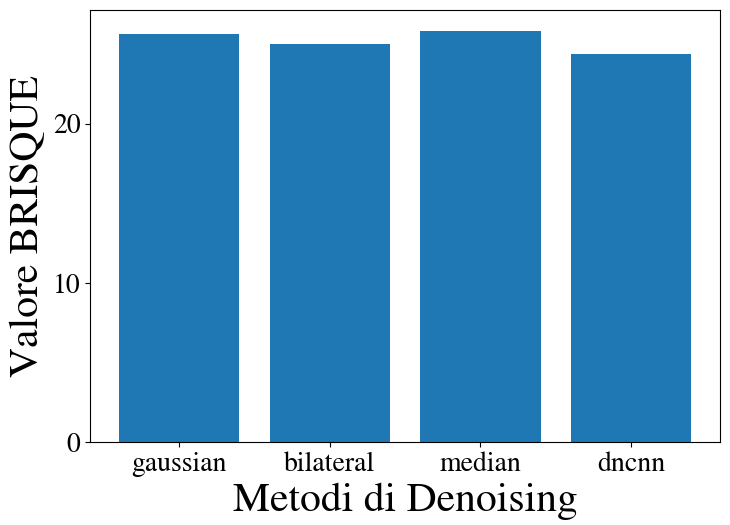 Valore BRISQUE
20
10
0
gaussian bilateral median dncnn
Metodi di Denoising